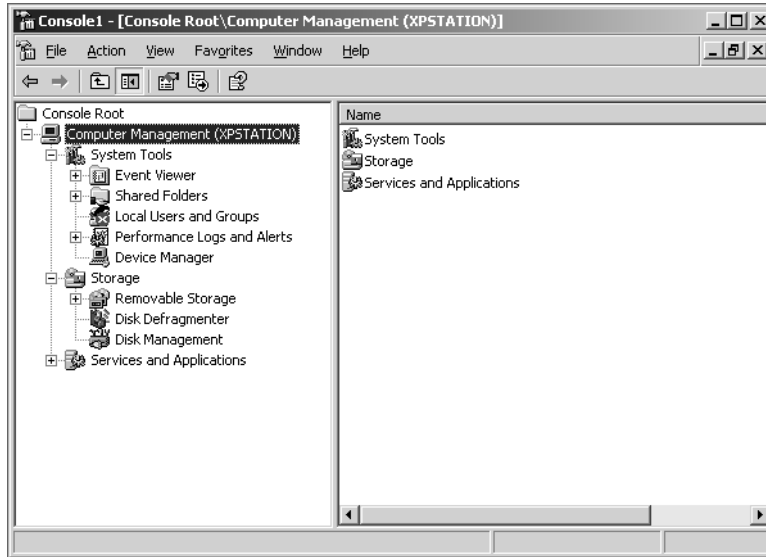 Console1 - [Console Root\Computer Management (XPSTATION)]
File Action View Favorites Window Help
Console Root
Computer Management (XPSTATION)
System Tools
Event Viewer
Shared Folders
Local Users and Groups
Performance Logs and Alerts
Device Manager
Storage
Removable Storage
Disk Defragmenter
Disk Management
Services and Applications
Name
System Tools
Storage
Services and Applications